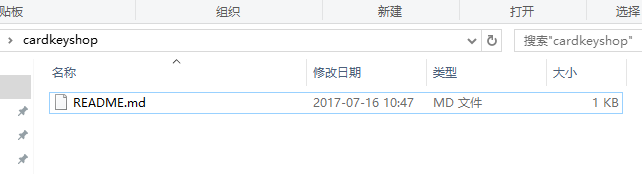 贴板 组织 新建 打开 选择
cardkeyshop 搜索"cardkeyshop"
名称 修改日期 类型 大小
README.md 2017-07-16 10:47 MD 文件 1 KB